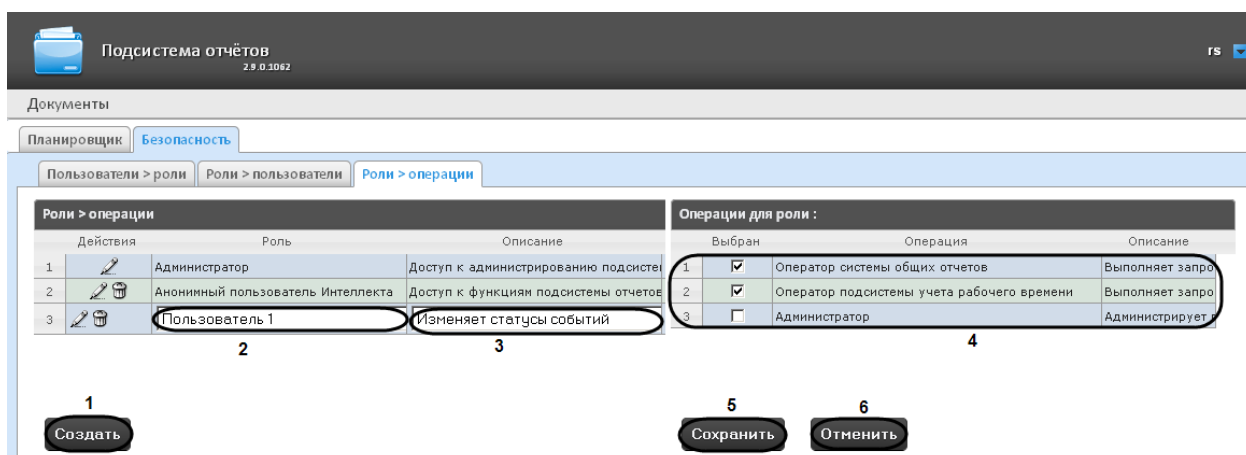 Подсистема отчётов
2.9.0.1062
rs
Документы
Планировщик Безопасность
Пользователи > роли Роли > пользователи Роли > операции
Роли > операции Операции для роли :
Действия Роль Описание Выбран Операция Описание
1 Администратор Доступ к администрированию подсистем 1 Оператор системы общих отчетов Выполняет запро
2 Анонимный пользователь Интеллекта Доступ к функциям подсистемы отчетов 2 Оператор подсистемы учета рабочего времени Выполняет запро
3 Пользователь 1 Изменяет статусы событий 3 Администратор Администрирует
2 3 4
1 5 6
Создать Сохранить Отменить